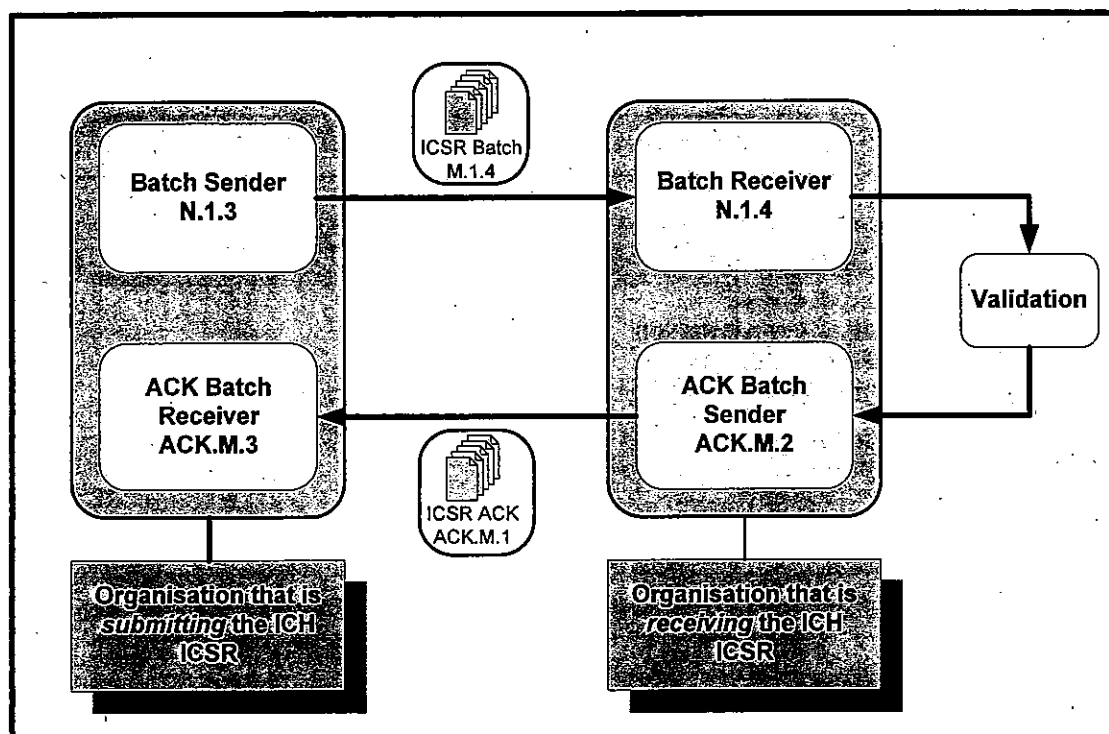 ICSR Batch
M.1.4
Batch Sender
N.1.3
Batch Receiver
N.1.4
Validation
ACK Batch
Receiver
ACK.M.3
ACK Batch
Sender
ACK.M.2
ICSR ACK
ACK.M.1
Organisation that is
submitting the ICH
ICSR
Organisation that is
receiving the ICH
ICSR